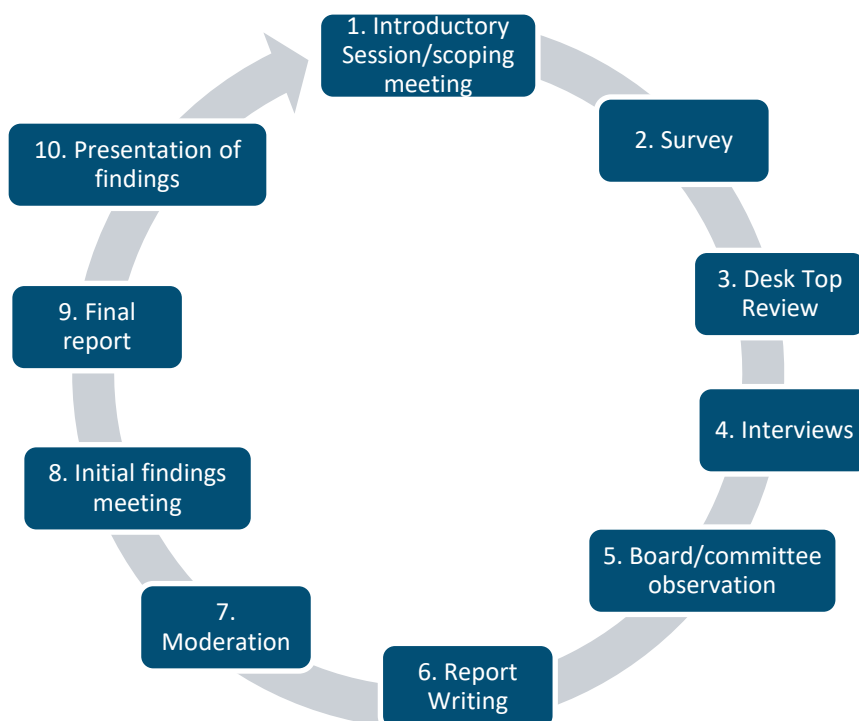 1. Introductory
Session/scoping
meeting
2. Survey
3. Desk Top
Review
4. Interviews
5. Board/committee
observation
6. Report
Writing
7.
Moderation
8. Initial findings
meeting
9. Final
report
10. Presentation of
findings